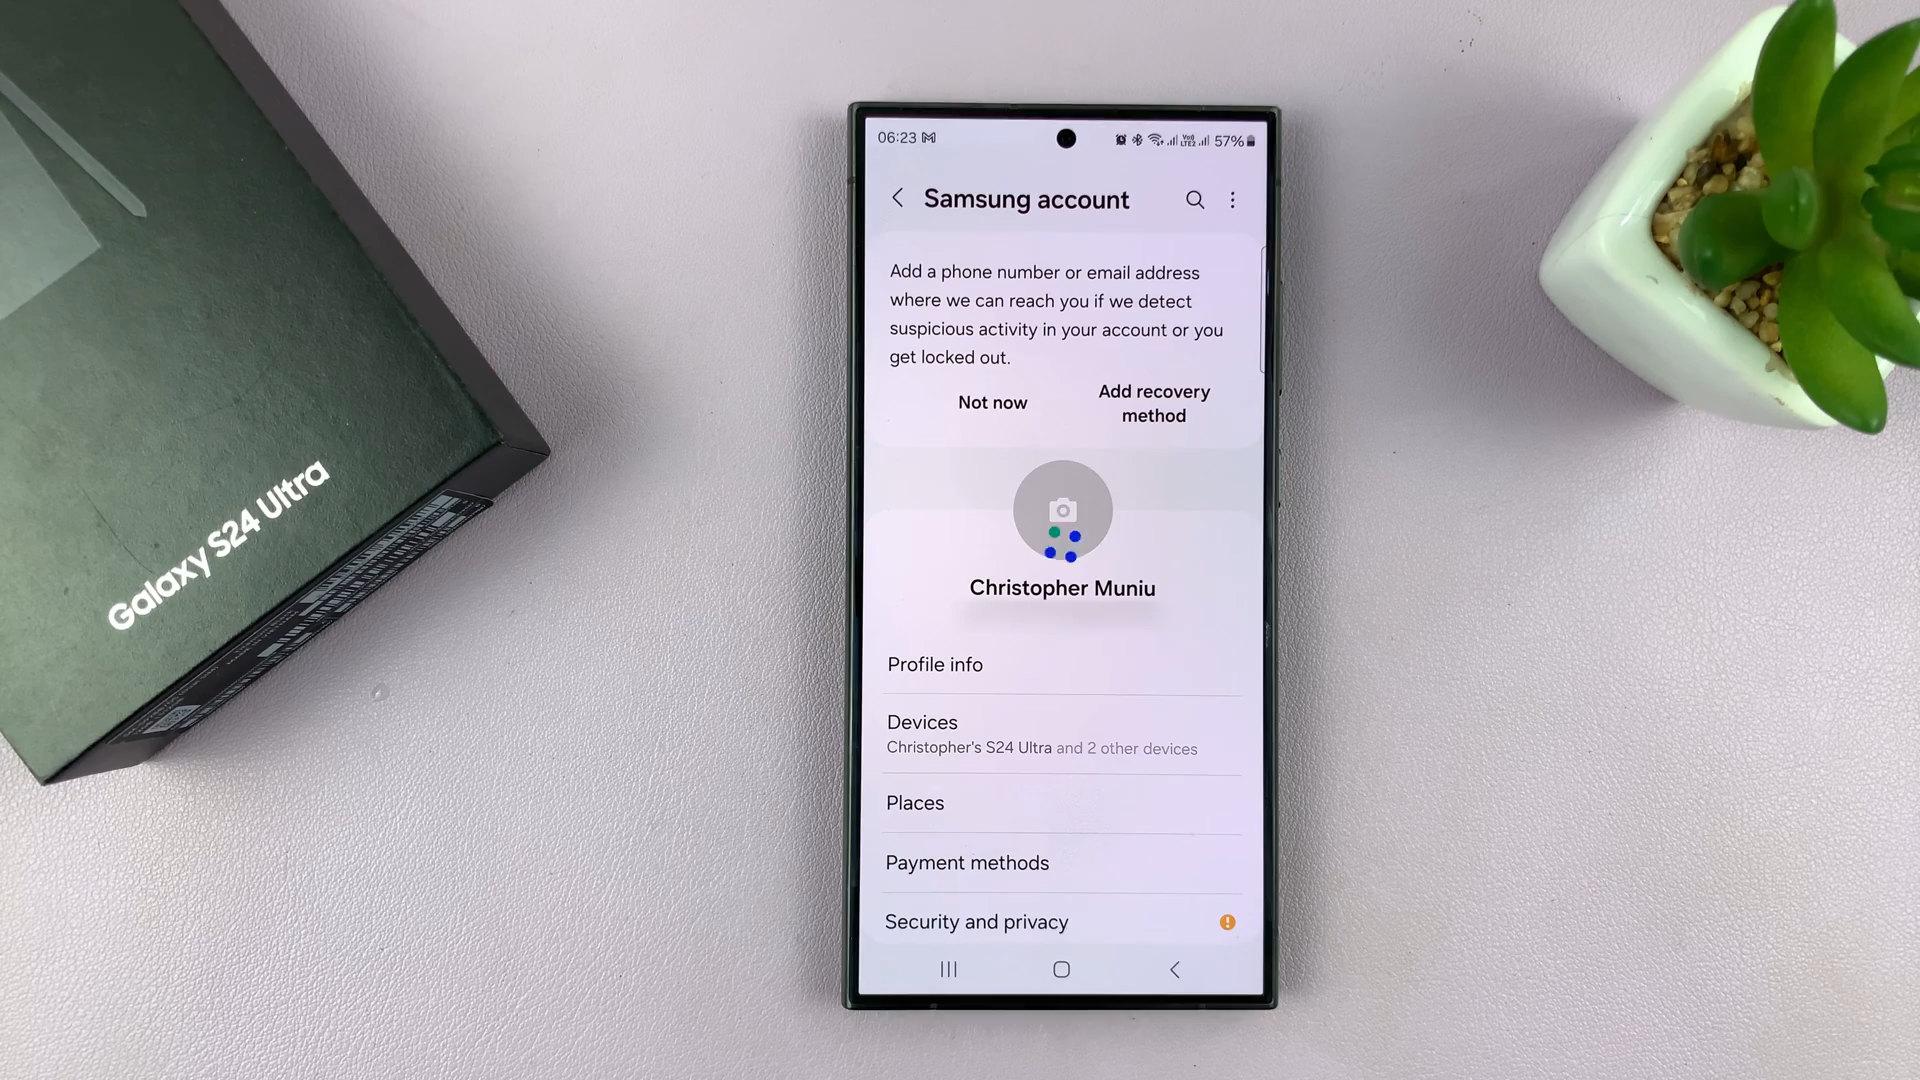 Galaxy S24 Ultra
06:23
57%
Samsung account
Add a phone number or email address
where we can reach you if we detect
suspicious activity in your account or you
get locked out.
Not now
Add recovery
method
Christopher Muniu
Profile info
Devices
Christopher's S24 Ultra and 2 other devices
Places
Payment methods
Security and privacy